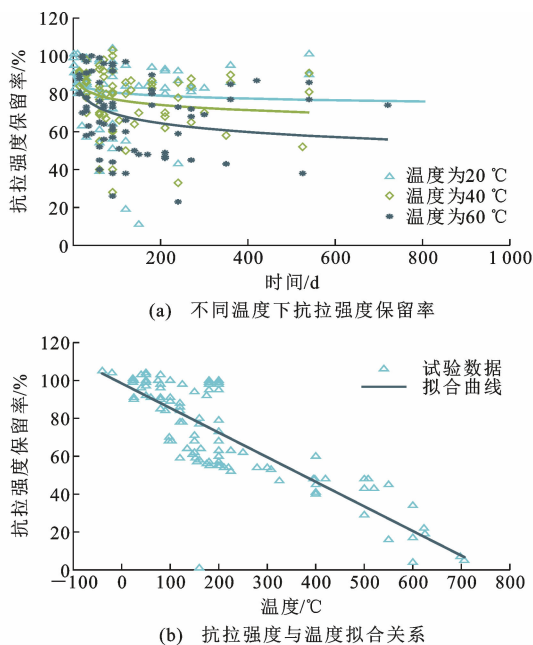 120
100
80
60
40
20
0
抗拉强度保留率/%
温度为20 ℃
温度为40 ℃
温度为60 ℃
200 400 600 800 1 000
时间/d
(a) 不同温度下抗拉强度保留率
120
100
80
60
40
20
0
抗拉强度保留率/%
试验数据
拟合曲线
—100 0 100 200 300 400 500 600 700 800
温度/℃
(b) 抗拉强度与温度拟合关系